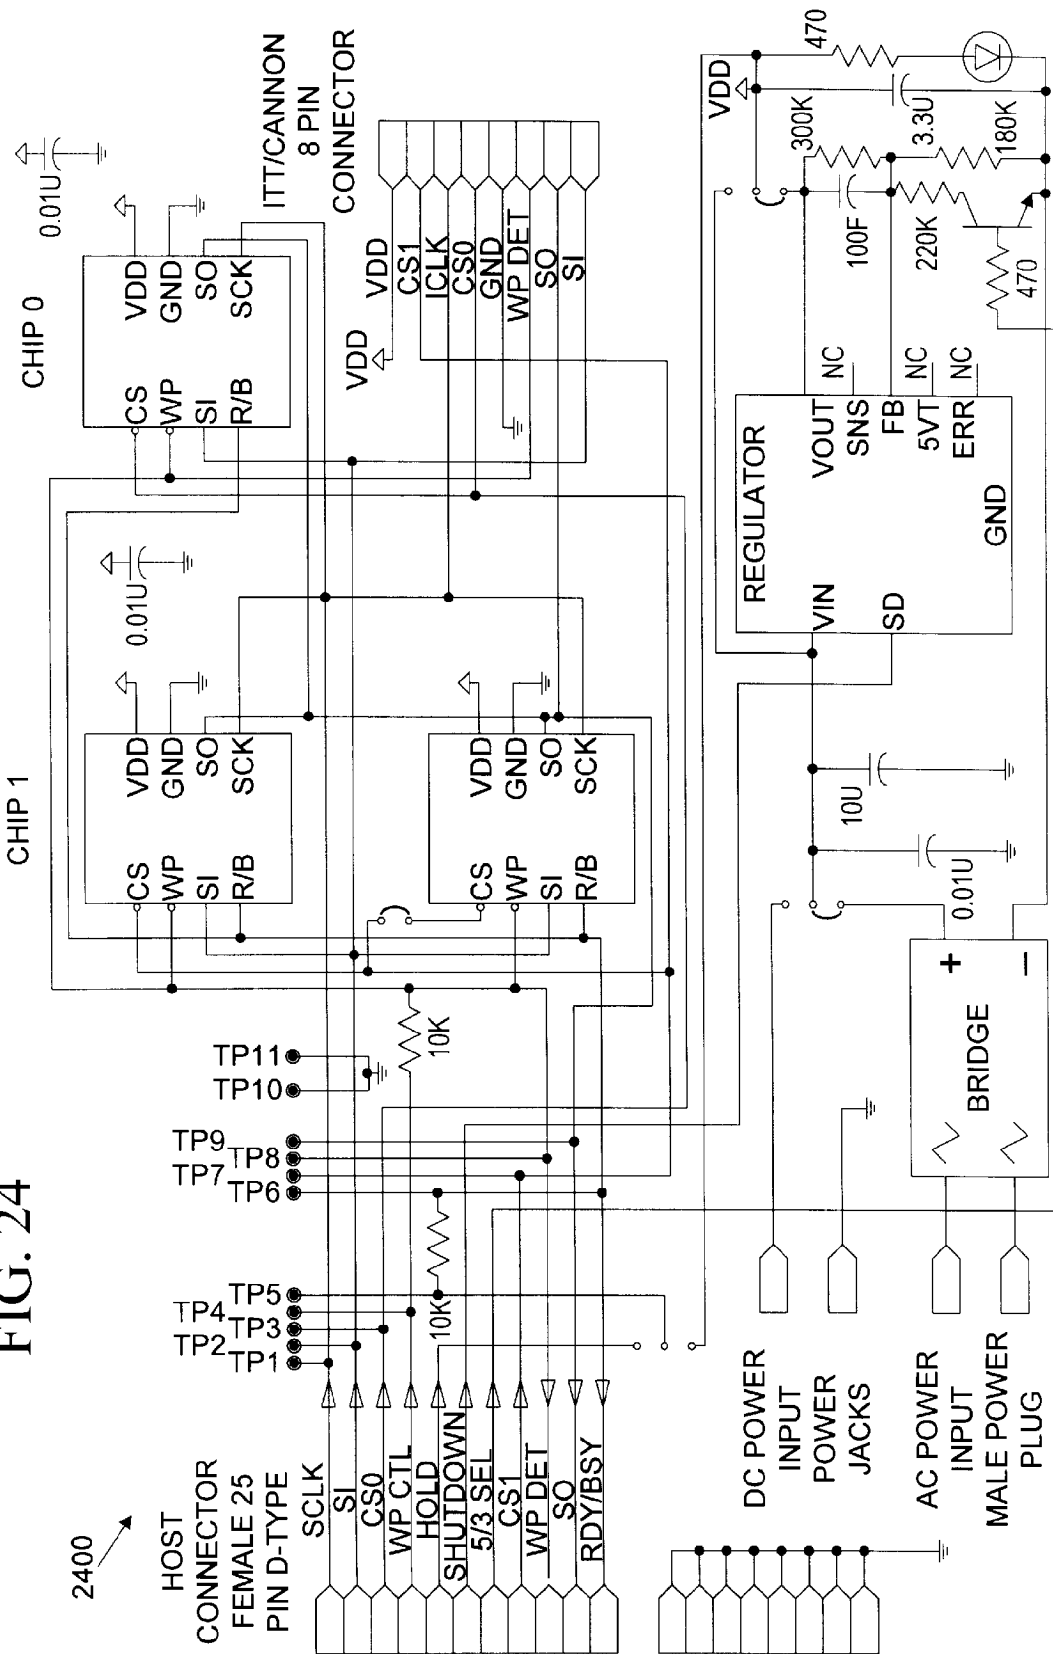 FIG. 24
2400
HOST
CONNECTOR
FEMALE 25
PIN D-TYPE
SCLK
SI
CS0
WP CTL
HOLD
SHUTDOWN
5/3 SEL
CS1
WP DET
SO
RDY/BSY
TP1
TP2
TP3
TP4
TP5
TP6
TP7
TP8
TP9
TP10
TP11
10K
10K
CHIP 1
CS
WP
SI
R/B
VDD
GND
SO
SCK
0.01U
CS
WP
SI
R/B
VDD
GND
SO
SCK
CHIP 0
CS
WP
SI
R/B
VDD
GND
SO
SCK
0.01U
ITT/CANNON
8 PIN
CONNECTOR
VDD
VDD
CS1
ICLK
CS0
GND
WP DET
SO
SI
DC POWER
INPUT
POWER
JACKS
AC POWER
INPUT
MALE POWER
PLUG
BRIDGE
+
−
0.01U
10U
REGULATOR
VIN
SD
VOUT
SNS
FB
5VT
ERR
GND
NC
NC
NC
VDD
300K
100F
220K
470
3.3U
180K
470